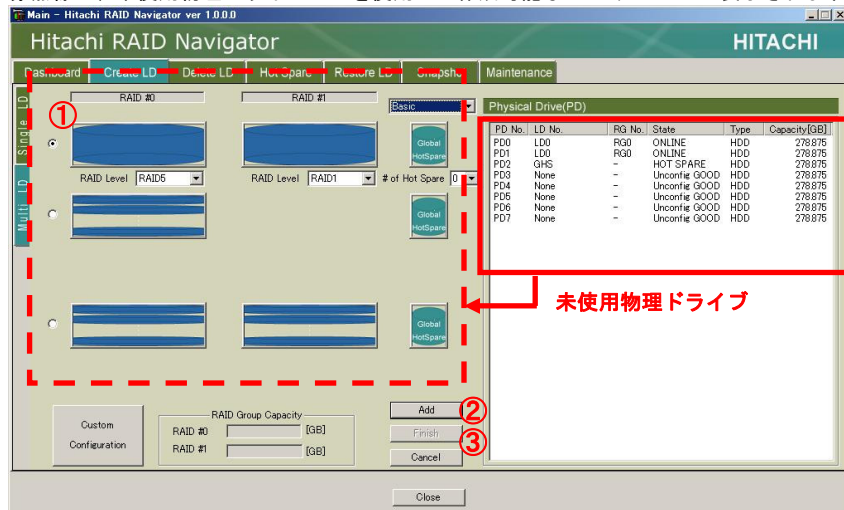 Main - Hitachi RAID Navigator ver 1.0.0.0
Hitachi RAID Navigator
HITACHI
Dashboard Create LD Delete LD Hot Spare Restore LD Snapshot Maintenance
Single LD
Multi LD
①
RAID #0 RAID #1 Basic
Global HotSpare
RAID Level RAID5 RAID Level RAID1 # of Hot Spare 0
Global HotSpare
Global HotSpare
Custom Configuration
RAID Group Capacity
RAID #0 [GB]
RAID #1 [GB]
Add ②
Finish
③
Cancel
Physical Drive(PD)
PD No. LD No. RG No. State Type Capacity[GB]
PD0 LD0 RG0 ONLINE HDD 278.875
PD1 LD0 RG0 ONLINE HDD 278.875
PD2 GHS - HOT SPARE HDD 278.875
PD3 None - Unconfig GOOD HDD 278.875
PD4 None - Unconfig GOOD HDD 278.875
PD5 None - Unconfig GOOD HDD 278.875
PD6 None - Unconfig GOOD HDD 278.875
PD7 None - Unconfig GOOD HDD 278.875
未使用物理ドライブ
Close